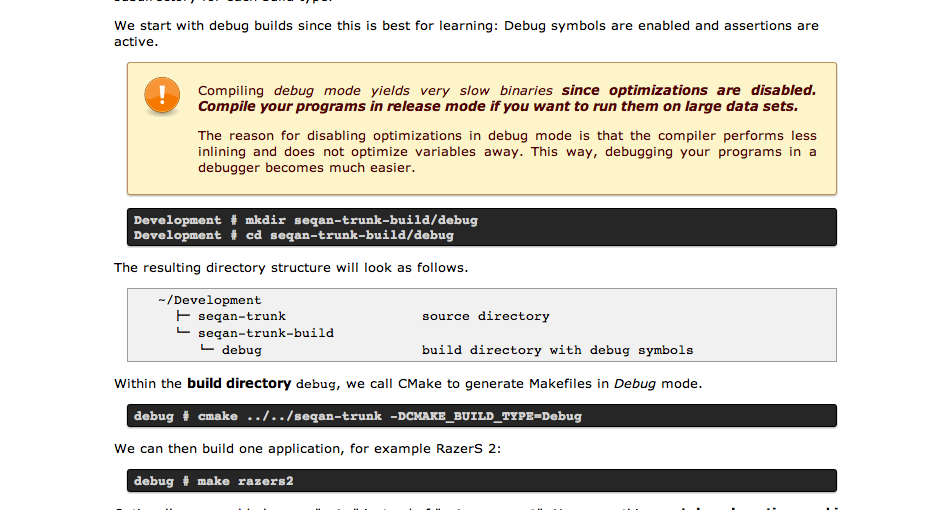 We start with debug builds since this is best for learning: Debug symbols are enabled and assertions are
active.
Compiling debug mode yields very slow binaries since optimizations are disabled.
Compile your programs in release mode if you want to run them on large data sets.
The reason for disabling optimizations in debug mode is that the compiler performs less
inlining and does not optimize variables away. This way, debugging your programs in a
debugger becomes much easier.
Development # mkdir seqan-trunk-build/debug
Development # cd seqan-trunk-build/debug
The resulting directory structure will look as follows.
~/Development
├─ seqan-trunk source directory
└─ seqan-trunk-build
└─ debug build directory with debug symbols
Within the build directory debug, we call CMake to generate Makefiles in Debug mode.
debug # cmake ../../seqan-trunk -DCMAKE_BUILD_TYPE=Debug
We can then build one application, for example RazerS 2:
debug # make razers2